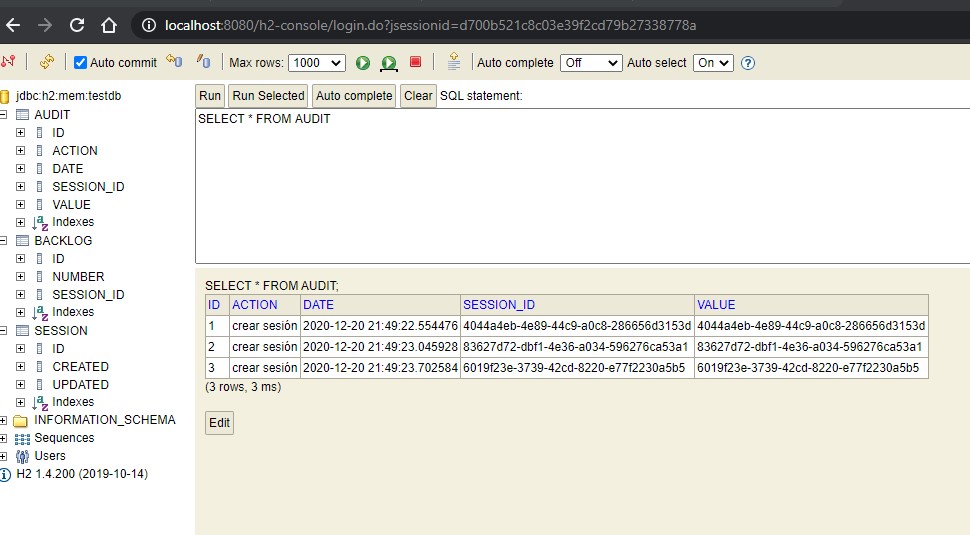 localhost:8080/h2-console/login.do?jsessionid=d700b521c8c03e39f2cd79b27338778a
Auto commit Max rows: 1000 Auto complete Off Auto select On
jdbc:h2:mem:testdb
AUDIT
ID
ACTION
DATE
SESSION_ID
VALUE
Indexes
BACKLOG
ID
NUMBER
SESSION_ID
Indexes
SESSION
ID
CREATED
UPDATED
Indexes
INFORMATION_SCHEMA
Sequences
Users
H2 1.4.200 (2019-10-14)
Run Run Selected Auto complete Clear SQL statement:
SELECT * FROM AUDIT
SELECT * FROM AUDIT;
ID ACTION DATE SESSION_ID VALUE
1 crear sesión 2020-12-20 21:49:22.554476 4044a4eb-4e89-44c9-a0c8-286656d3153d 4044a4eb-4e89-44c9-a0c8-286656d3153d
2 crear sesión 2020-12-20 21:49:23.045928 83627d72-dbf1-4e36-a034-596276ca53a1 83627d72-dbf1-4e36-a034-596276ca53a1
3 crear sesión 2020-12-20 21:49:23.702584 6019f23e-3739-42cd-8220-e77f2230a5b5 6019f23e-3739-42cd-8220-e77f2230a5b5
(3 rows, 3 ms)
Edit